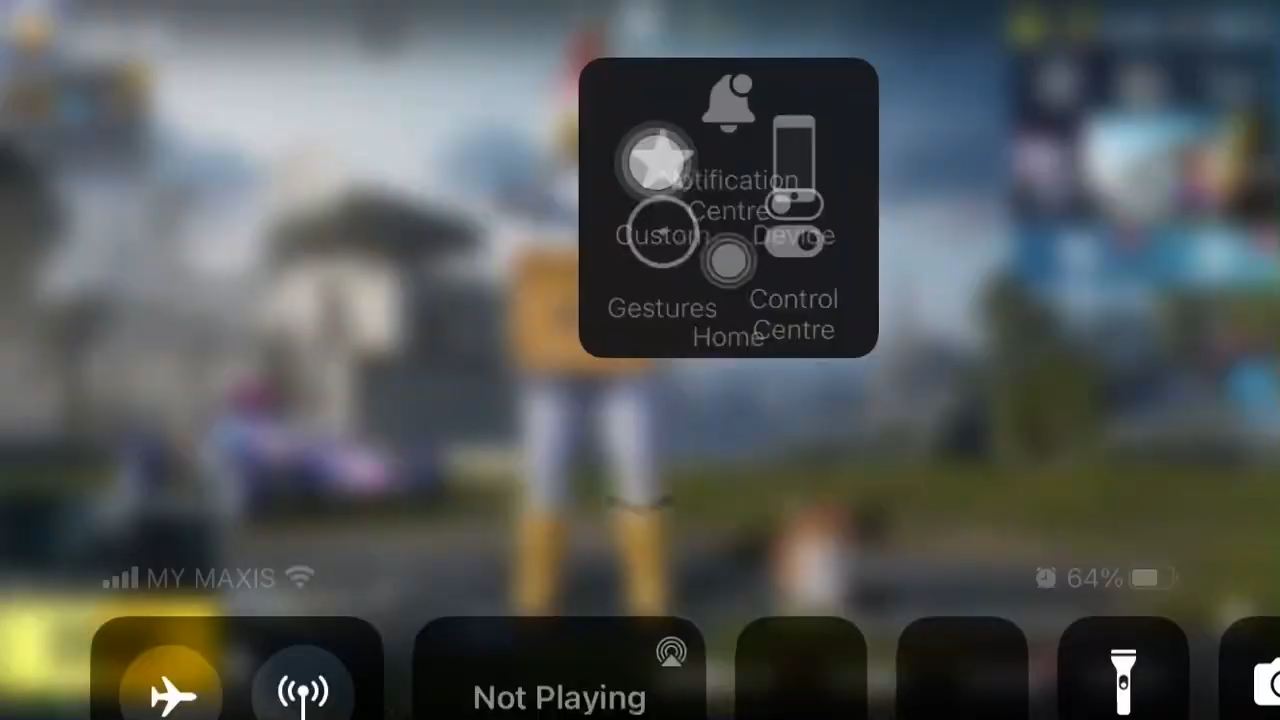 Notification
Centre
Custom
Device
Gestures
Control
Centre
Home
MY MAXIS
64%
Not Playing